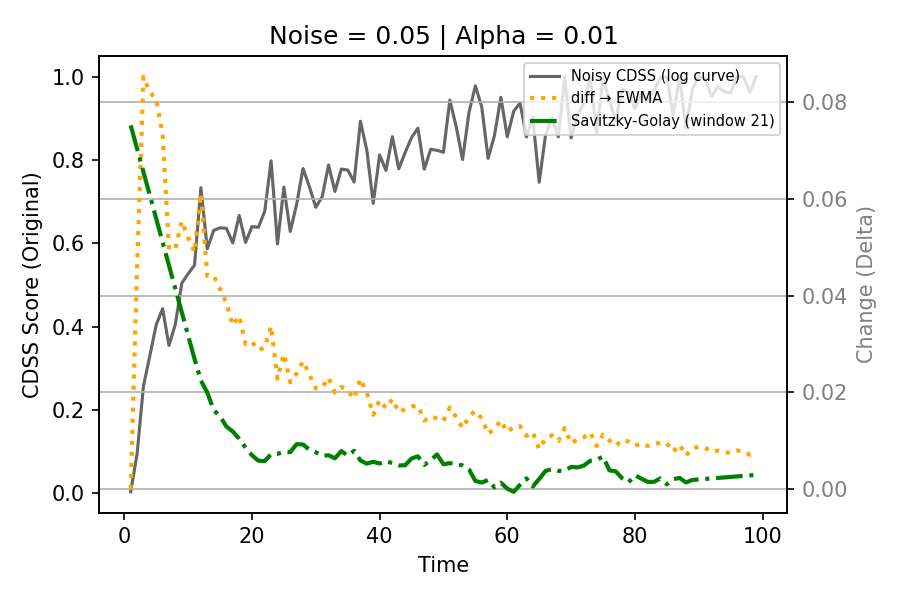 Noise = 0.05 | Alpha = 0.01
Noisy CDSS (log curve)
diff → EWMA
Savitzky-Golay (window 21)
CDSS Score (Original)
1.0
0.8
0.6
0.4
0.2
0.0
0.08
0.06
0.04
0.02
0.00
Change (Delta)
0 20 40 60 80 100
Time